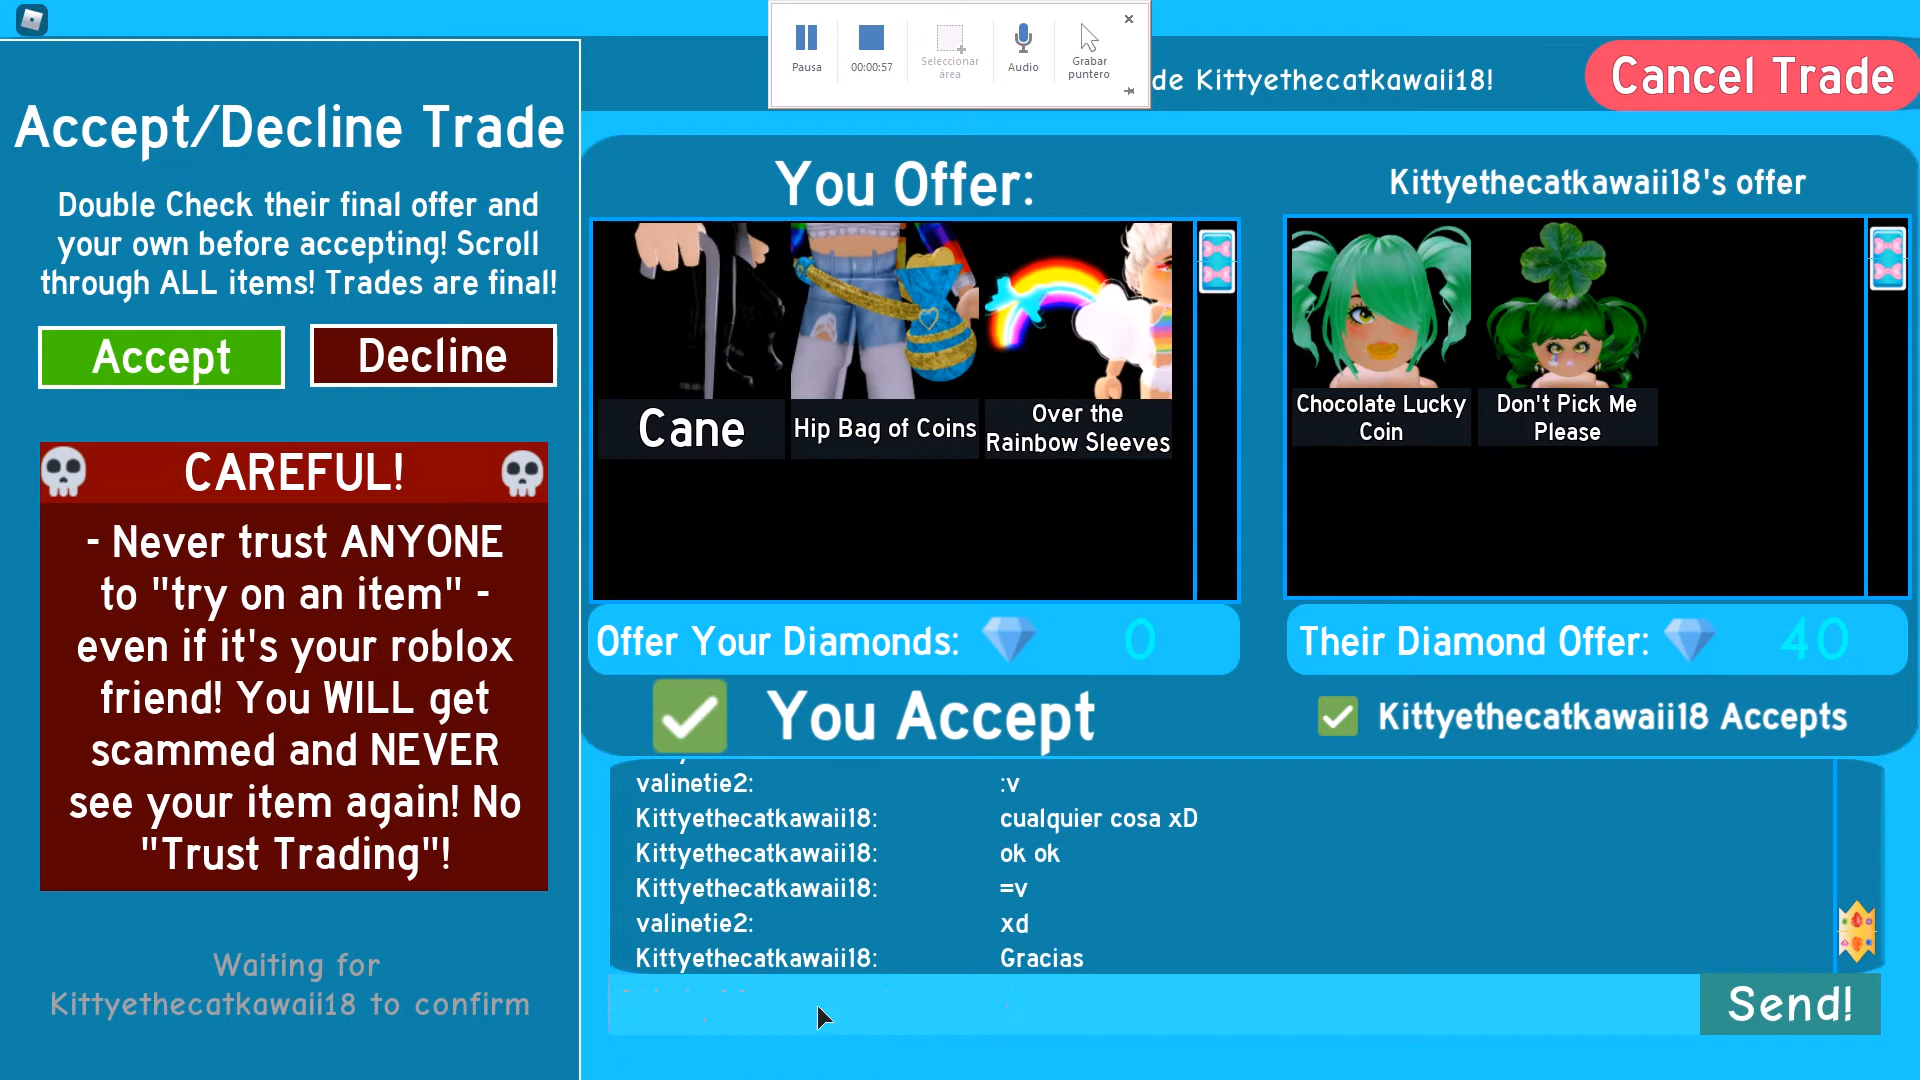 Pausa
00:00:57
Seleccionar
área
Audio
Grabar
puntero
de Kittyethecatkawaii18!
Cancel Trade
Accept/Decline Trade
Double Check their final offer and
your own before accepting! Scroll
through ALL items! Trades are final!
Accept
Decline
CAREFUL!
- Never trust ANYONE
to "try on an item" -
even if it's your roblox
friend! You WILL get
scammed and NEVER
see your item again! No
"Trust Trading"!
Waiting for
Kittyethecatkawaii18 to confirm
You Offer:
Cane
Hip Bag of Coins
Over the
Rainbow Sleeves
Offer Your Diamonds: 0
You Accept
Kittyethecatkawaii18's offer
Chocolate Lucky
Coin
Don't Pick Me
Please
Their Diamond Offer: 40
Kittyethecatkawaii18 Accepts
valinetie2: :v
Kittyethecatkawaii18: cualquier cosa xD
Kittyethecatkawaii18: ok ok
Kittyethecatkawaii18: =v
valinetie2: xd
Kittyethecatkawaii18: Gracias
Send!